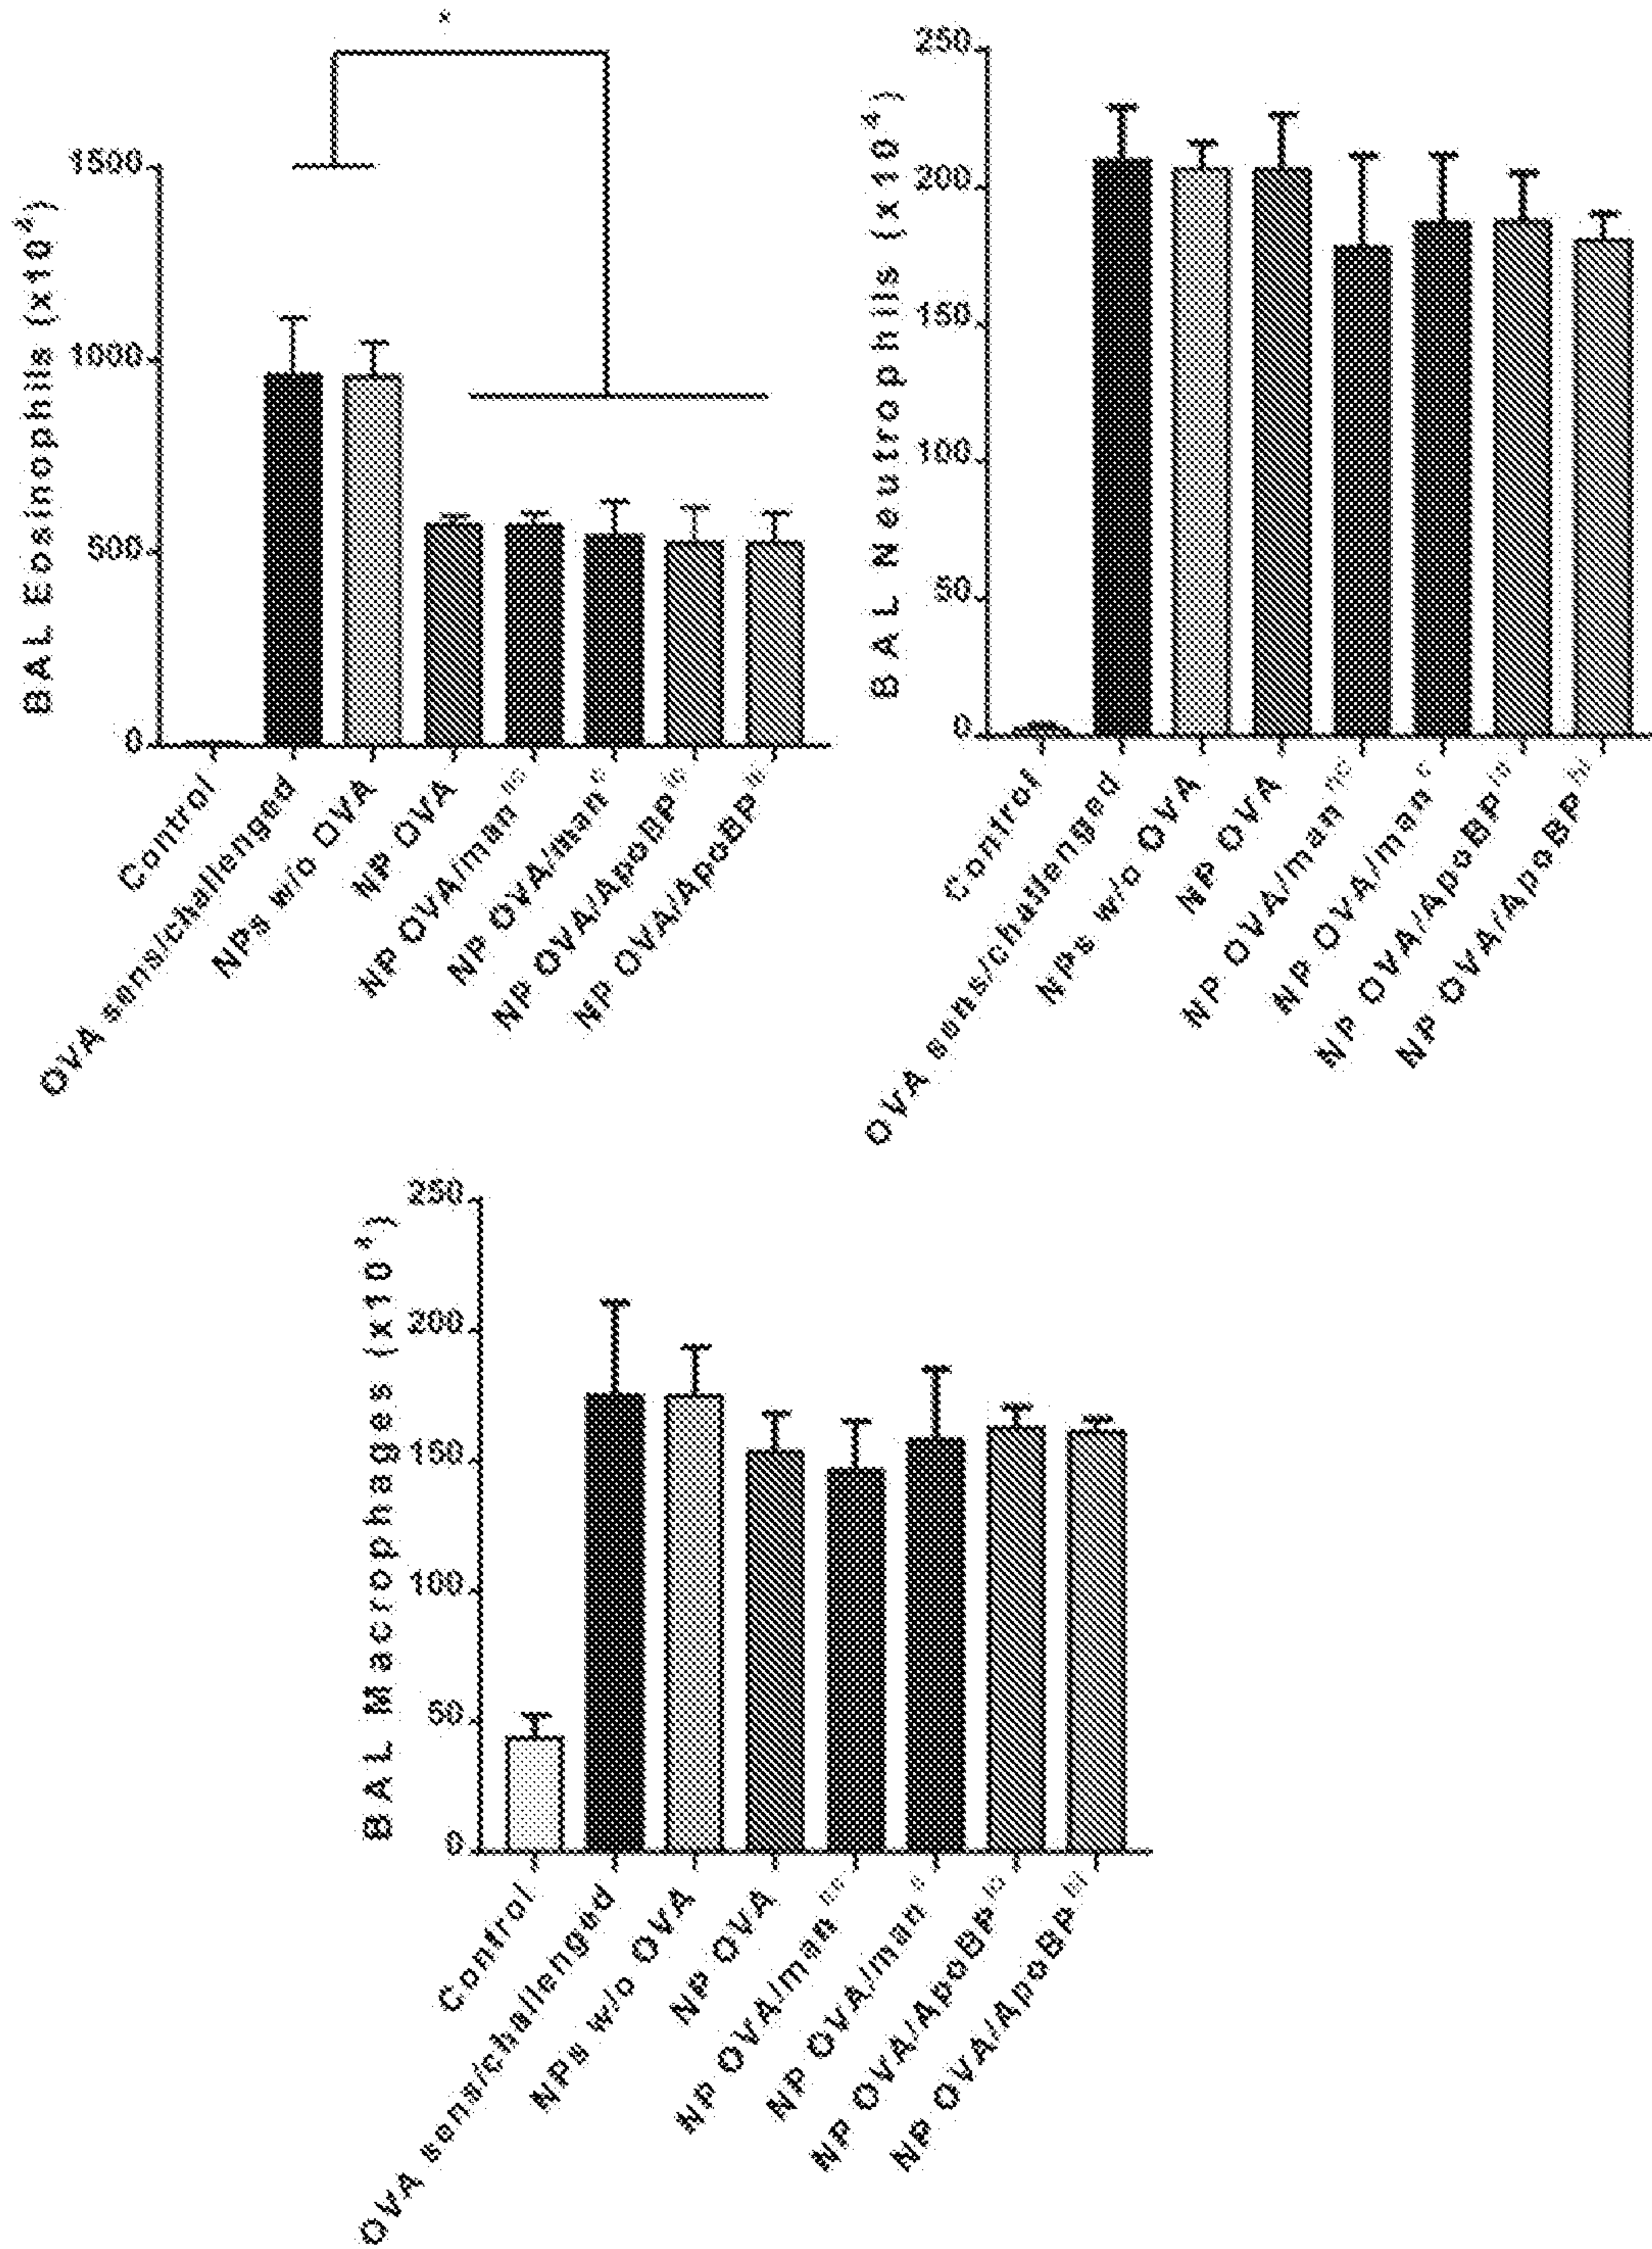 *
BAL Eosinophils (x10⁴)
1500
1000
500
0
Control
OVA sens/challenged
NPs w/o OVA
NP OVA
NP OVA/man
NP OVA/man
NP OVA/ApoBP
NP OVA/ApoBP
BAL Neutrophils (x10⁴)
250
200
150
100
50
0
Control
OVA sens/challenged
NPs w/o OVA
NP OVA
NP OVA/man
NP OVA/man
NP OVA/ApoBP
NP OVA/ApoBP
BAL Macrophages (x10⁴)
250
200
150
100
50
0
Control
OVA sens/challenged
NPs w/o OVA
NP OVA
NP OVA/man
NP OVA/man
NP OVA/ApoBP
NP OVA/ApoBP